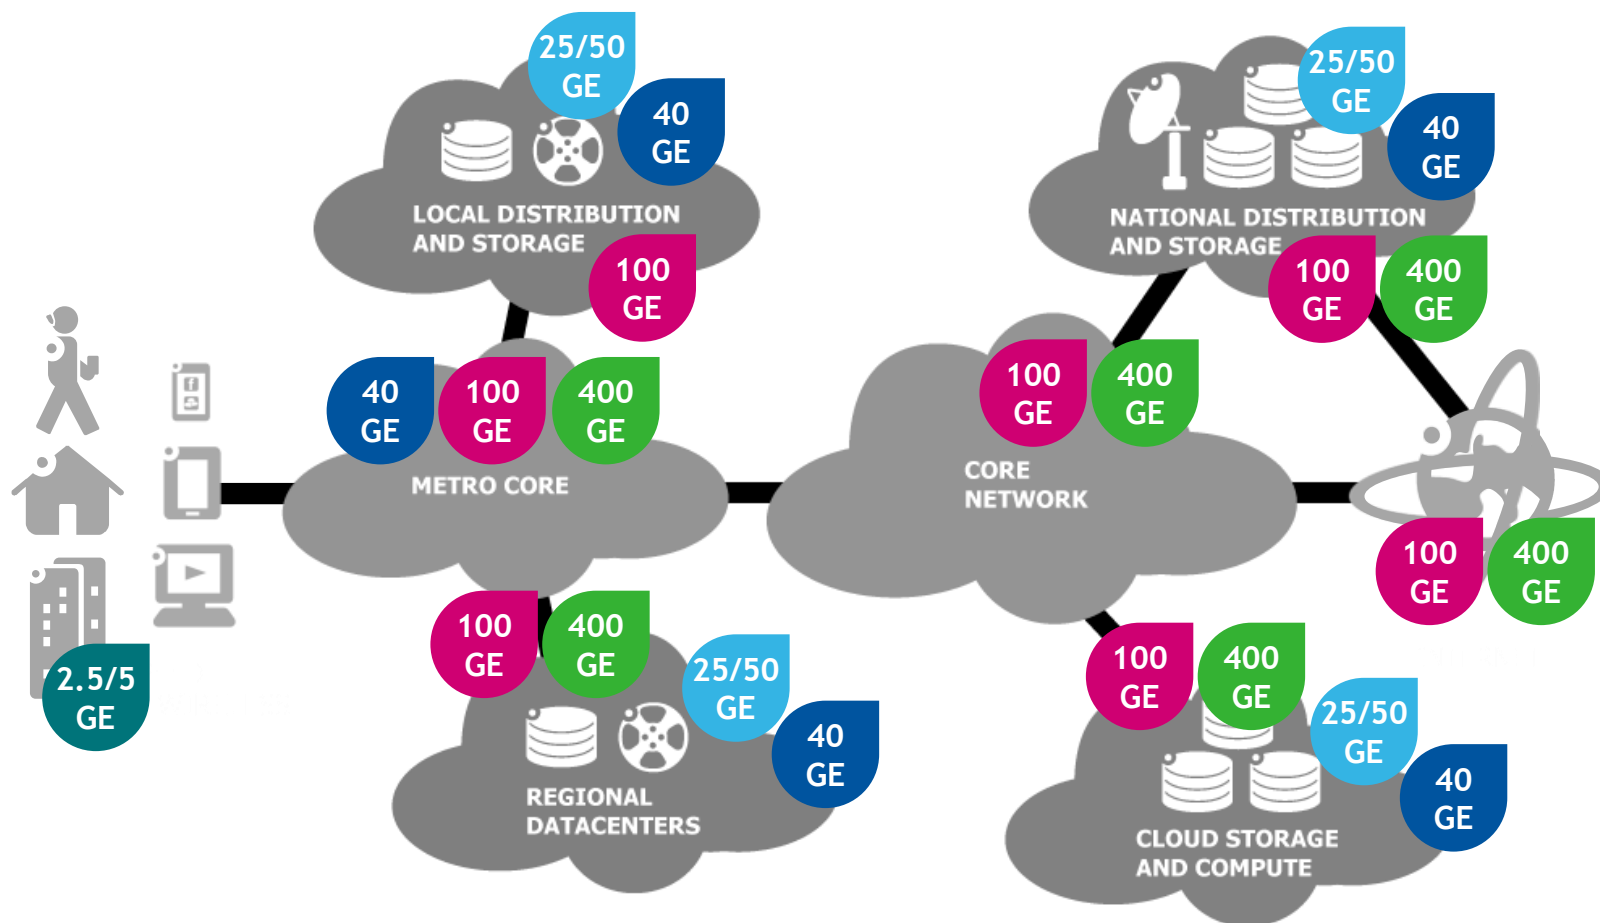 25/50
GE
40
GE
LOCAL DISTRIBUTION
AND STORAGE
100
GE
25/50
GE
40
GE
NATIONAL DISTRIBUTION
AND STORAGE
100
GE
400
GE
40
GE
100
GE
400
GE
METRO CORE
100
GE
400
GE
CORE
NETWORK
100
GE
400
GE
2.5/5
GE
100
GE
400
GE
25/50
GE
40
GE
REGIONAL
DATACENTERS
100
GE
400
GE
25/50
GE
40
GE
CLOUD STORAGE
AND COMPUTE